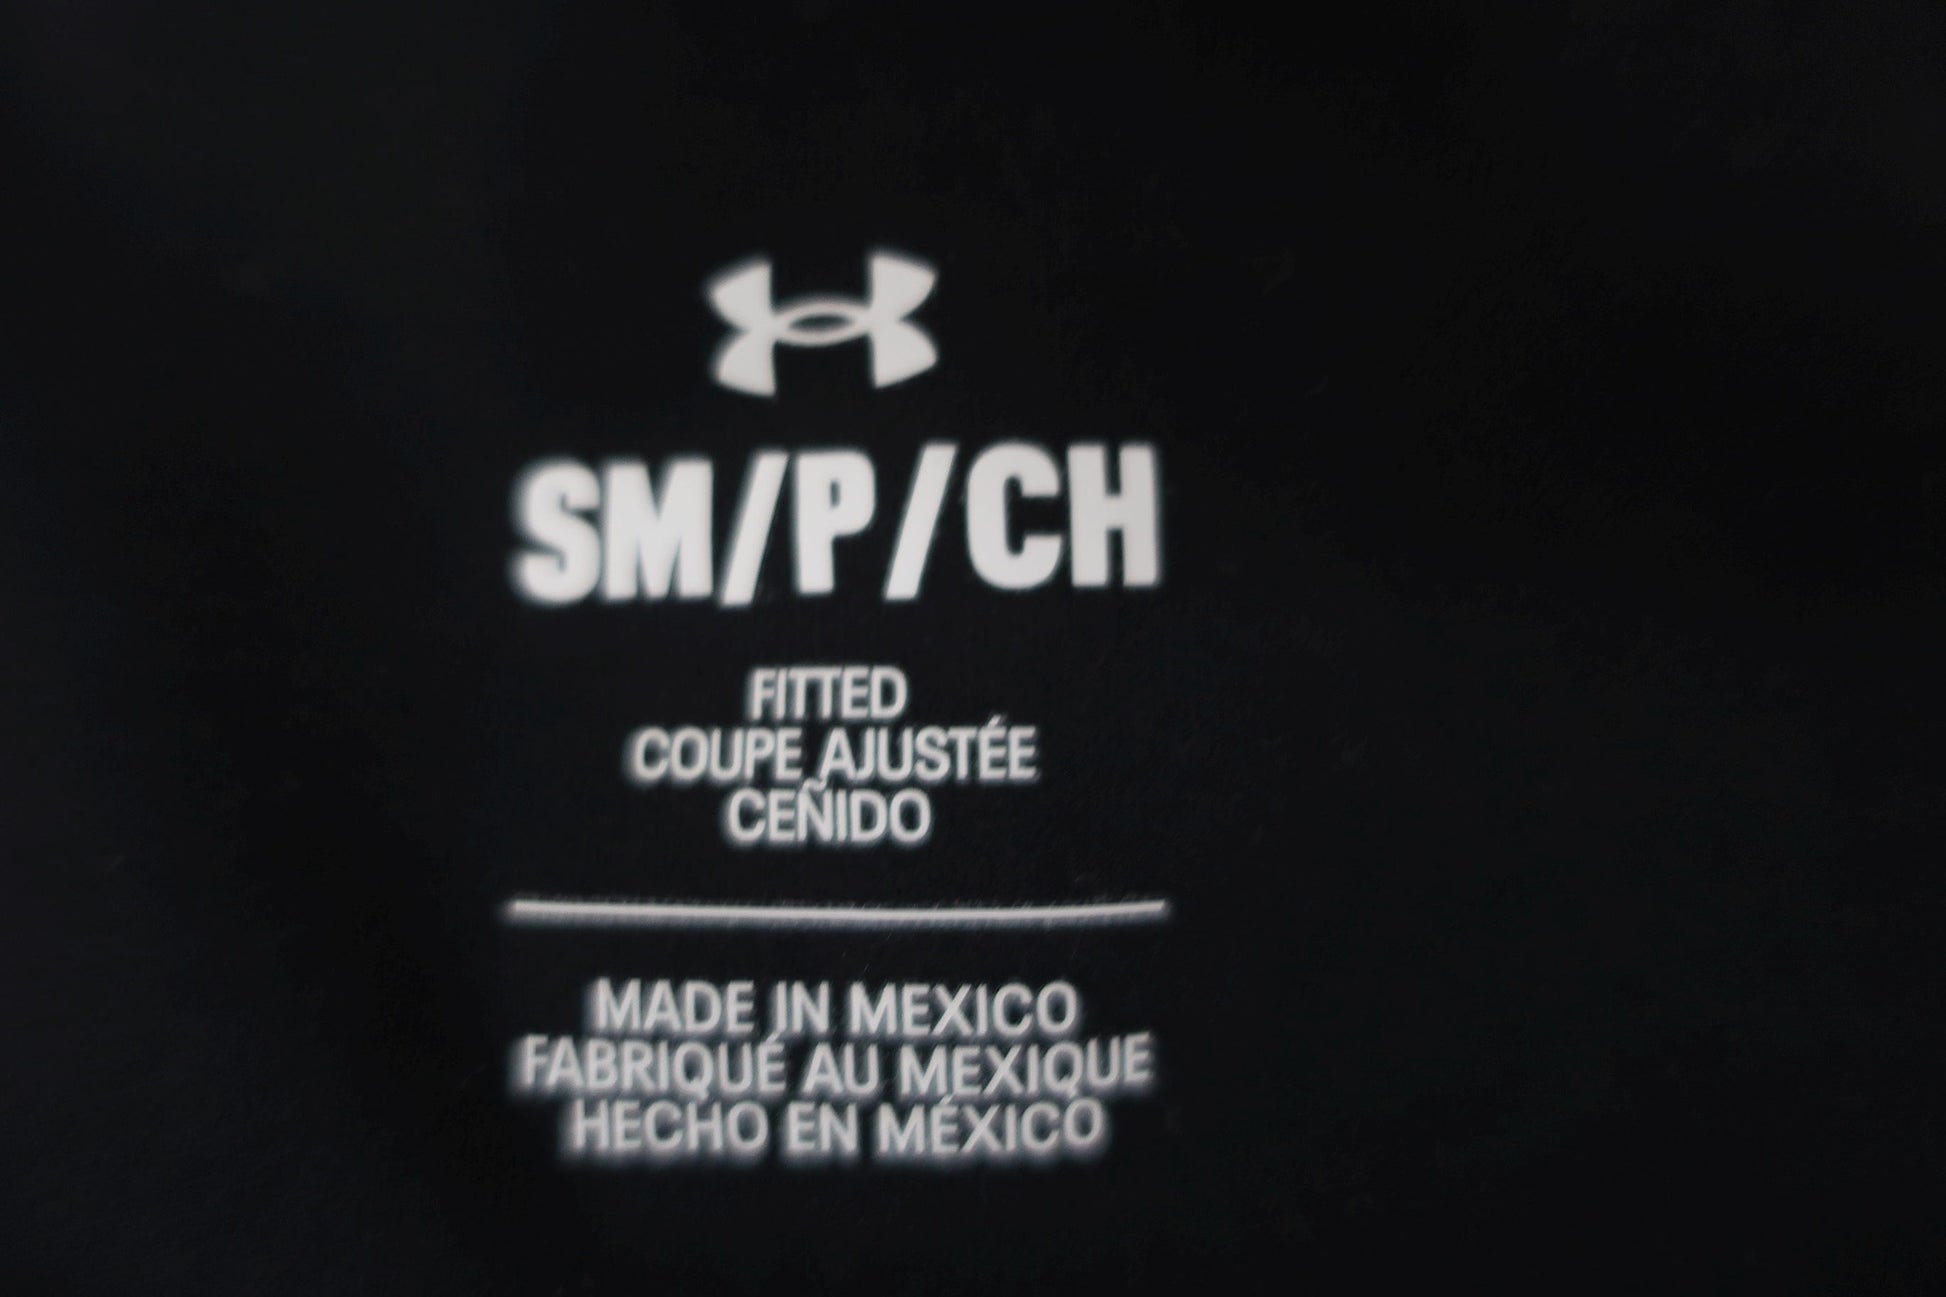 SM/P/CH
FITTED
COUPE AJUSTÉE
CEÑIDO
MADE IN MEXICO
FABRIQUÉ AU MEXIQUE
HECHO EN MÉXICO